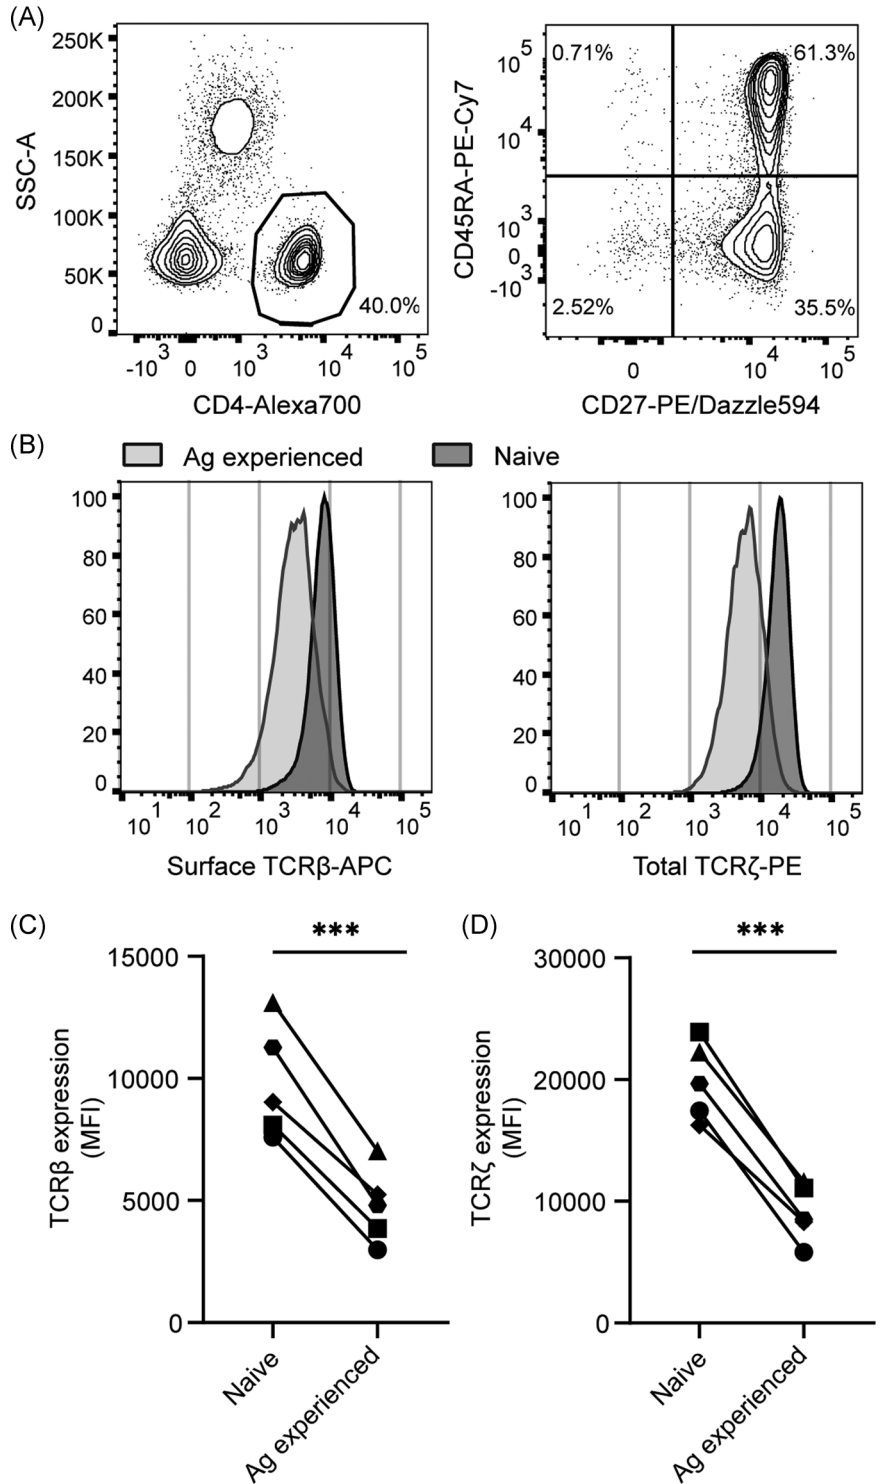 (A)
250K
200K
150K
100K
50K
0
SSC-A
40.0%
-10³ 0 10³ 10⁴ 10⁵
CD4-Alexa700
10⁵
10⁴
10³
0
-10³
CD45RA-PE-Cy7
0.71% 61.3%
2.52% 35.5%
0 10⁴ 10⁵
CD27-PE/Dazzle594
(B)
Ag experienced Naive
100
80
60
40
20
0
10¹ 10² 10³ 10⁴ 10⁵
Surface TCRβ-APC
100
80
60
40
20
0
10¹ 10² 10³ 10⁴ 10⁵
Total TCRζ-PE
(C)
***
15000
10000
5000
0
TCRβ expression
(MFI)
Naive
Ag experienced
(D)
***
30000
20000
10000
0
TCRζ expression
(MFI)
Naive
Ag experienced